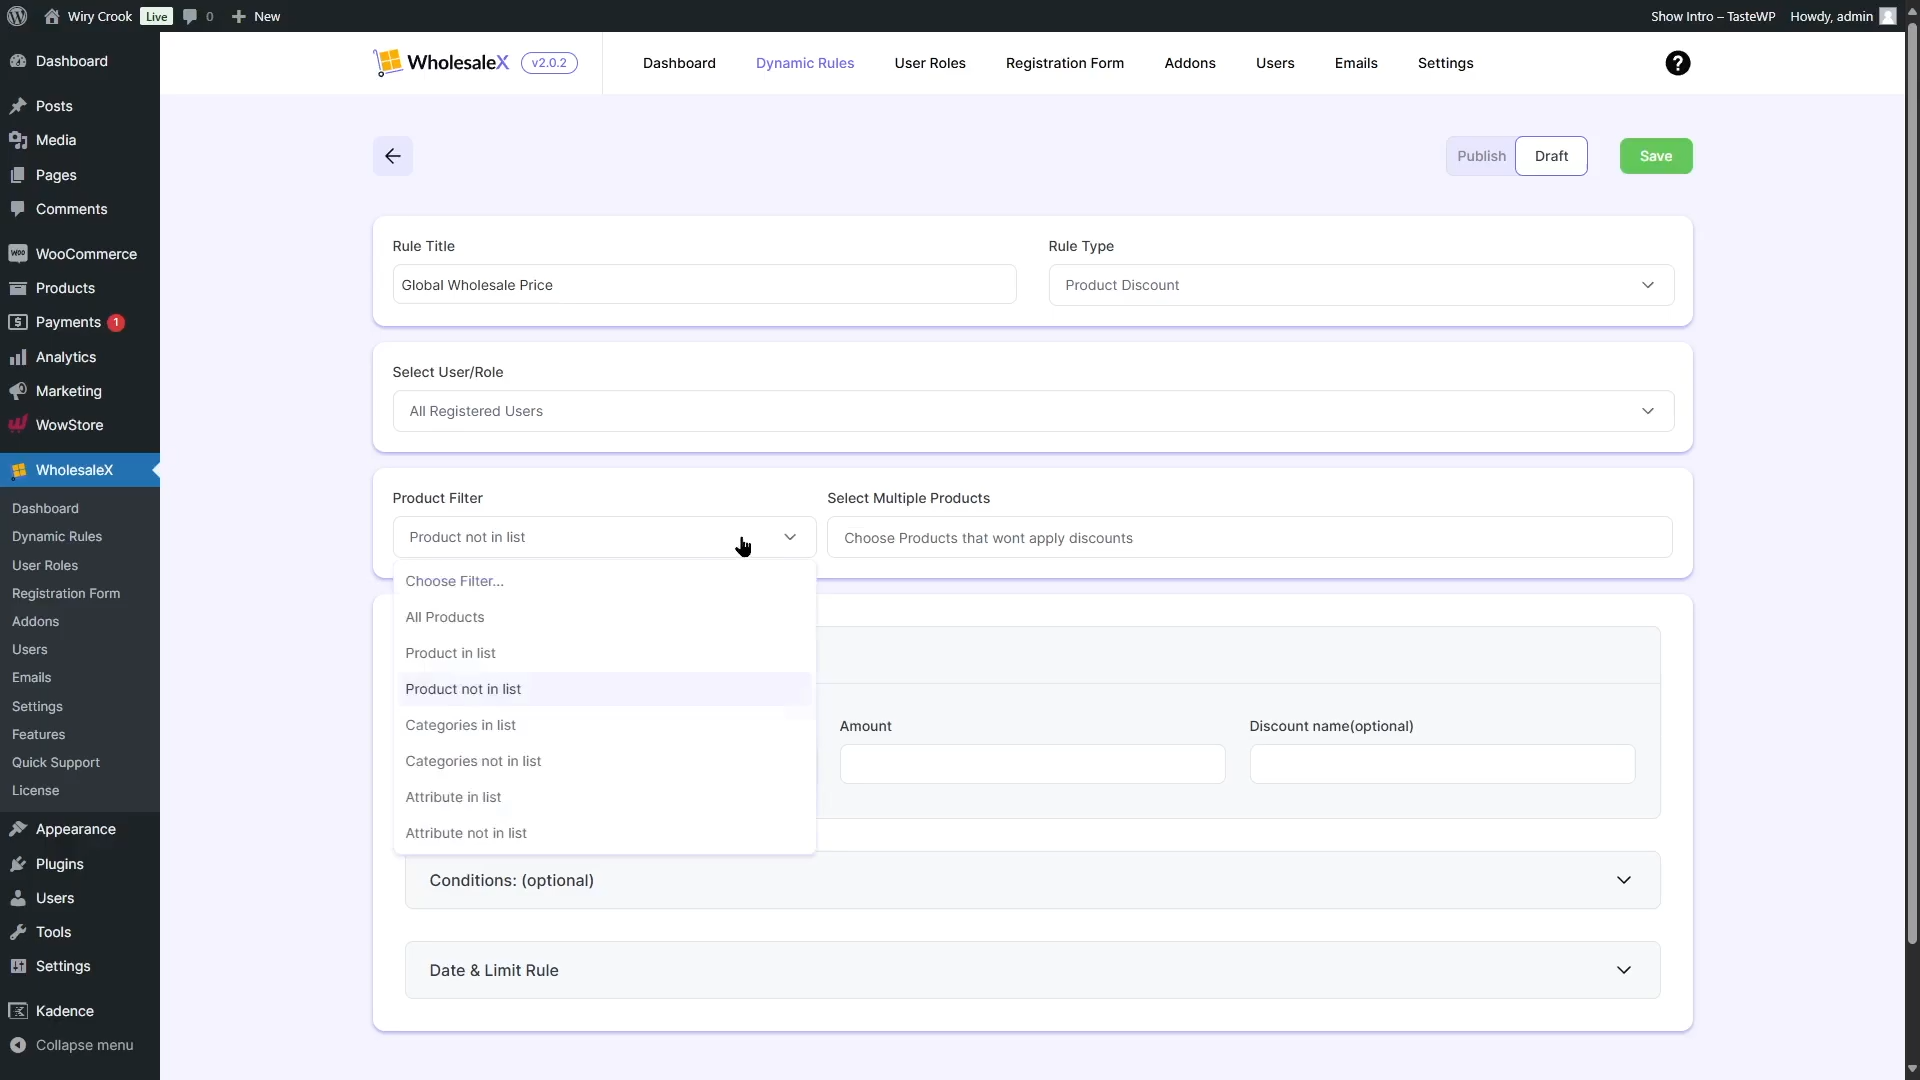 Wiry Crook Live 0 New Show Intro – TasteWP Howdy, admin
Dashboard
Posts
Media
Pages
Comments
WooCommerce
Products
Payments 1
Analytics
Marketing
WowStore
WholesaleX
Dashboard
Dynamic Rules
User Roles
Registration Form
Addons
Users
Emails
Settings
Features
Quick Support
License
Appearance
Plugins
Users
Tools
Settings
Kadence
Collapse menu
WholesaleX v2.0.2 Dashboard Dynamic Rules User Roles Registration Form Addons Users Emails Settings ?
Publish Draft Save
Rule Title Rule Type
Global Wholesale Price Product Discount
Select User/Role
All Registered Users
Product Filter Select Multiple Products
Product not in list Choose Products that wont apply discounts
Choose Filter...
All Products
Product in list
Product not in list
Categories in list
Categories not in list
Attribute in list
Attribute not in list
Amount Discount name(optional)
Conditions: (optional)
Date & Limit Rule